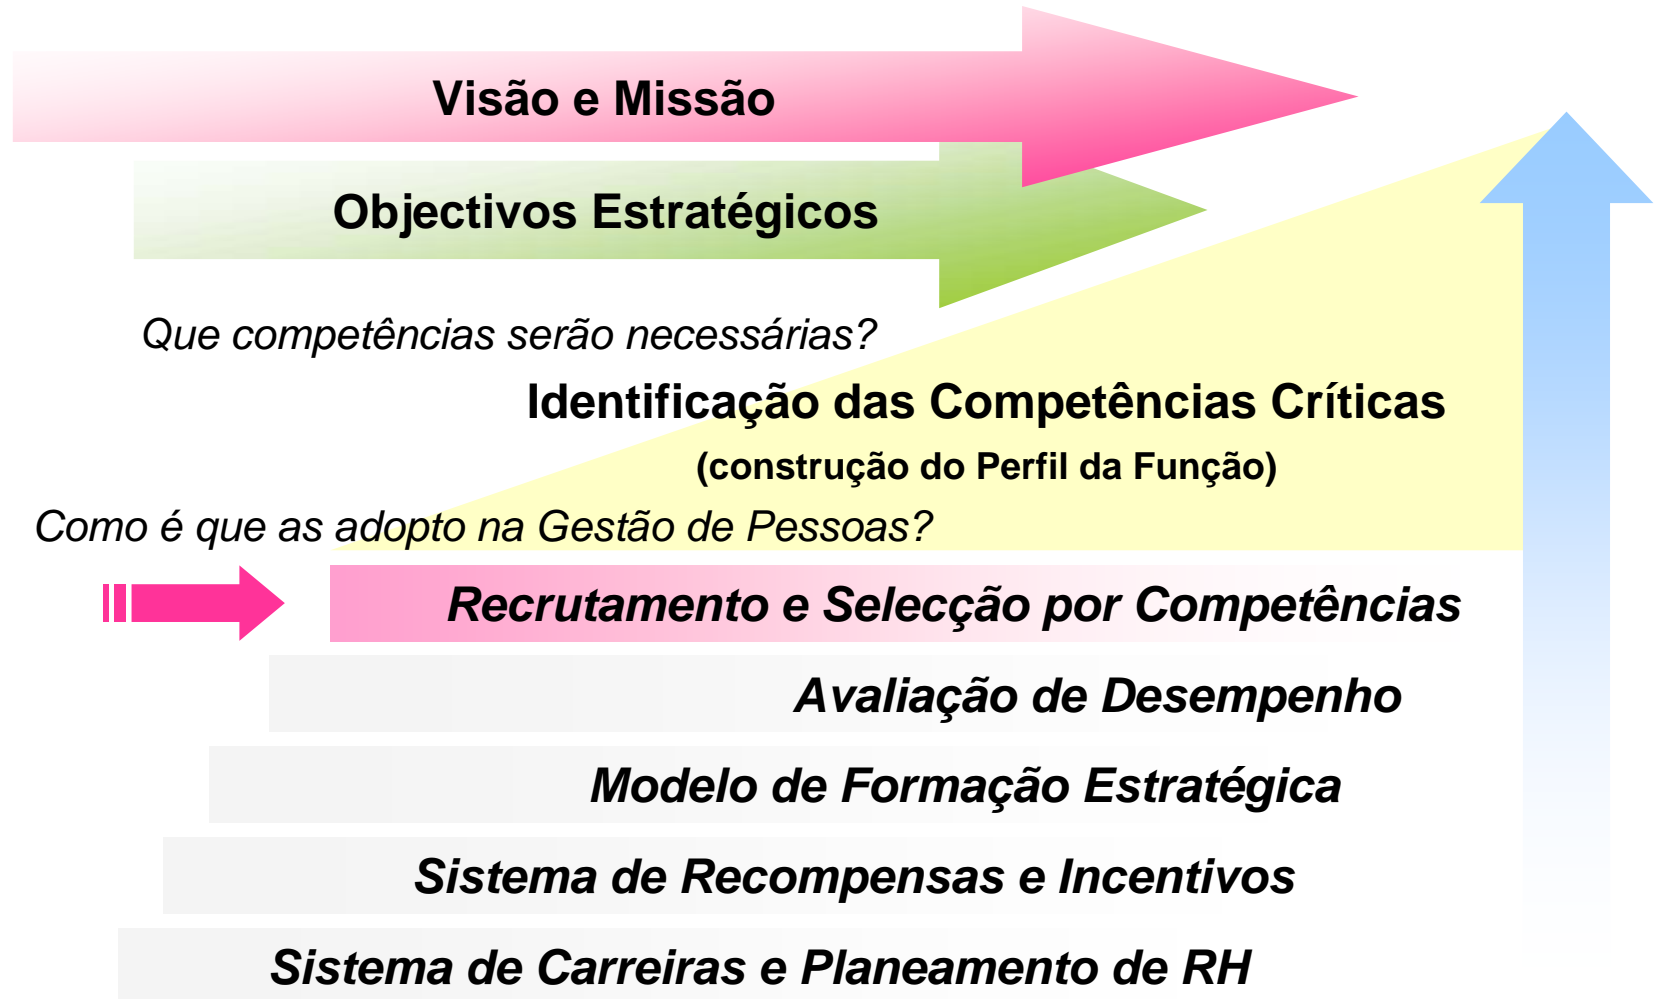 Visão e Missão
Objectivos Estratégicos
Que competências serão necessárias?
Identificação das Competências Críticas
(construção do Perfil da Função)
Como é que as adopto na Gestão de Pessoas?
Recrutamento e Selecção por Competências
Avaliação de Desempenho
Modelo de Formação Estratégica
Sistema de Recompensas e Incentivos
Sistema de Carreiras e Planeamento de RH